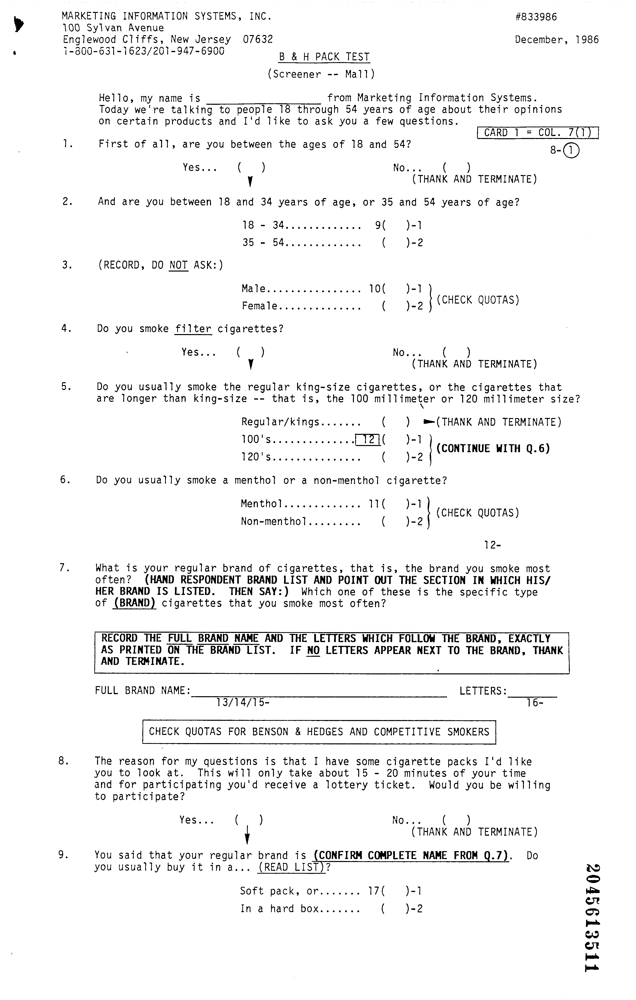 MARKETING INFORMATION SYSTEMS, INC. #833986
100 Sylvan Avenue
Englewood Cliffs, New Jersey 07632 December, 1986
1-800-631-1623/201-947-6900
B & H PACK TEST
(Screener -- Mall)
Hello, my name is ____________ from Marketing Information Systems.
Today we're talking to people 18 through 54 years of age about their opinions
on certain products and I'd like to ask you a few questions.
CARD 1 = COL. 7(1)
1. First of all, are you between the ages of 18 and 54? 8-(1)
Yes... ( ) No... ( )
(THANK AND TERMINATE)
2. And are you between 18 and 34 years of age, or 35 and 54 years of age?
18 - 34............. 9( )-1
35 - 54............. ( )-2
3. (RECORD, DO NOT ASK:)
Male................ 10( )-1
Female.............. ( )-2 (CHECK QUOTAS)
4. Do you smoke filter cigarettes?
Yes... ( ) No... ( )
(THANK AND TERMINATE)
5. Do you usually smoke the regular king-size cigarettes, or the cigarettes that
are longer than king-size -- that is, the 100 millimeter or 120 millimeter size?
Regular/kings....... ( ) (THANK AND TERMINATE)
100's..............12( )-1
120's............... ( )-2 (CONTINUE WITH Q.6)
6. Do you usually smoke a menthol or a non-menthol cigarette?
Menthol............. 11( )-1
Non-menthol......... ( )-2 (CHECK QUOTAS)
12-
7. What is your regular brand of cigarettes, that is, the brand you smoke most
often? (HAND RESPONDENT BRAND LIST AND POINT OUT THE SECTION IN WHICH HIS/
HER BRAND IS LISTED. THEN SAY:) Which one of these is the specific type
of (BRAND) cigarettes that you smoke most often?
RECORD THE FULL BRAND NAME AND THE LETTERS WHICH FOLLOW THE BRAND, EXACTLY
AS PRINTED ON THE BRAND LIST. IF NO LETTERS APPEAR NEXT TO THE BRAND, THANK
AND TERMINATE.
FULL BRAND NAME:____________ LETTERS:______
13/14/15- 16-
CHECK QUOTAS FOR BENSON & HEDGES AND COMPETITIVE SMOKERS
8. The reason for my questions is that I have some cigarette packs I'd like
you to look at. This will only take about 15 - 20 minutes of your time
and for participating you'd receive a lottery ticket. Would you be willing
to participate?
Yes... ( ) No... ( )
(THANK AND TERMINATE)
9. You said that your regular brand is (CONFIRM COMPLETE NAME FROM Q.7). Do
you usually buy it in a... (READ LIST)?
Soft pack, or....... 17( )-1
In a hard box....... ( )-2
2045613511